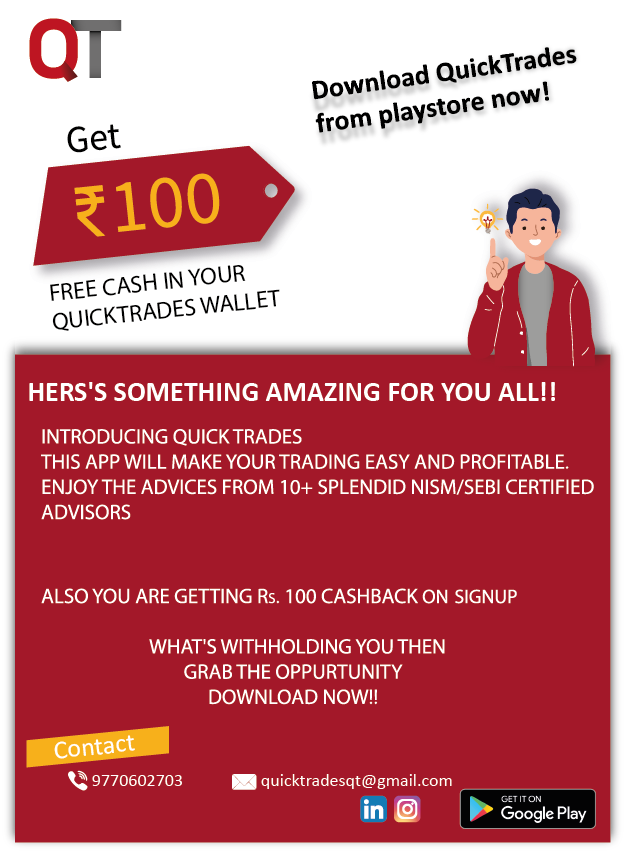 QT
Download QuickTrades
from playstore now!
Get
₹100
FREE CASH IN YOUR
QUICKTRADES WALLET
HERS'S SOMETHING AMAZING FOR YOU ALL!!
INTRODUCING QUICK TRADES
THIS APP WILL MAKE YOUR TRADING EASY AND PROFITABLE.
ENJOY THE ADVICES FROM 10+ SPLENDID NISM/SEBI CERTIFIED
ADVISORS
ALSO YOU ARE GETTING Rs. 100 CASHBACK ON SIGNUP
WHAT'S WITHHOLDING YOU THEN
GRAB THE OPPURTUNITY
DOWNLOAD NOW!!
Contact
9770602703
quicktradesqt@gmail.com
in
GET IT ON
Google Play